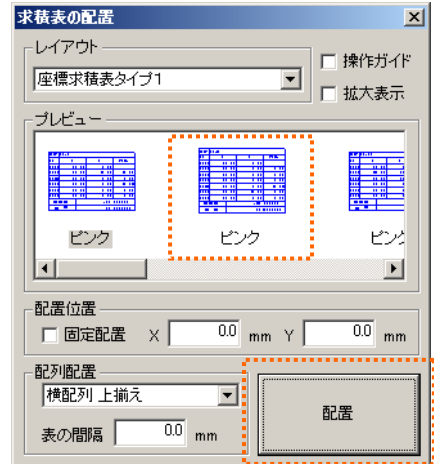 求積表の配置
レイアウト
座標求積表タイプ1
操作ガイド
拡大表示
プレビュー
ピンク ピンク ピンク
配置位置
固定配置 X 0.0 mm Y 0.0 mm
配列配置
横配列 上揃え
表の間隔 0.0 mm
配置